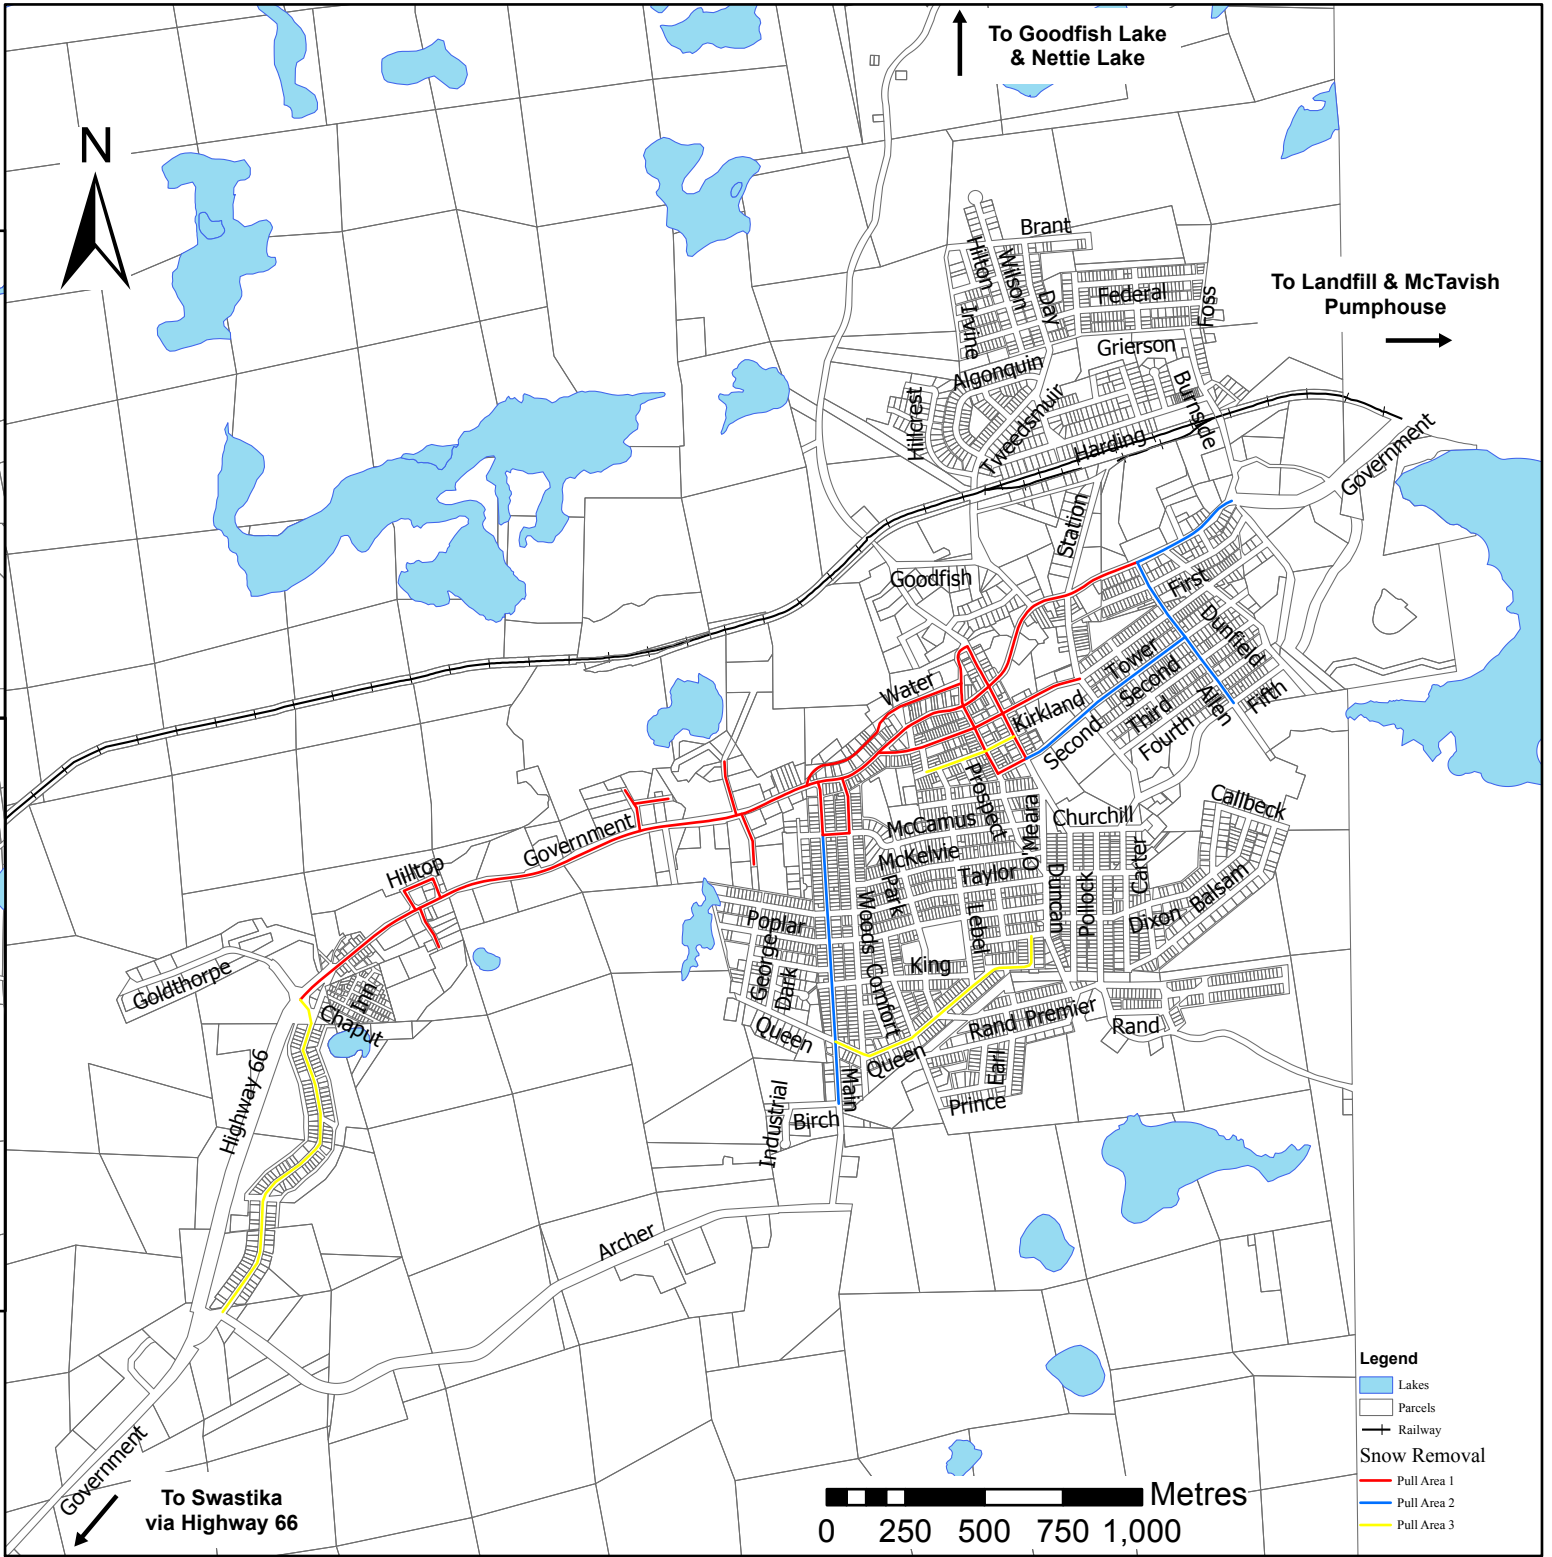 To Goodfish Lake
& Nettie Lake
N
Brant
Hilton
Wilson
To Landfill & McTavish
Pumphouse
Federal
Foss
Day
Irvine
Grierson
Algonquin
Burnside
Hillcrest
Tweedsmuir
Harding
Government
Station
Goodfish
First
Dunfield
Tower
Second
Water
Kirkland
Allen
Fifth
Third
Second
Fourth
Prospect
Callbeck
O'Meara
Churchill
McCamus
Government
McKelvie
Carter
Hilltop
Taylor
Park
Duncan
Pollock
Balsam
Woods
Poplar
Lebel
Dixon
George
King
Goldthorpe
Dark
Inn
Comfort
Chaput
Queen
Rand
Premier
Rand
Queen
Earl
Highway 66
Main
Industrial
Birch
Prince
Archer
Legend
Lakes
Parcels
Railway
Snow Removal
Pull Area 1
Pull Area 2
Pull Area 3
Government
To Swastika
via Highway 66
Metres
0 250 500 750 1,000